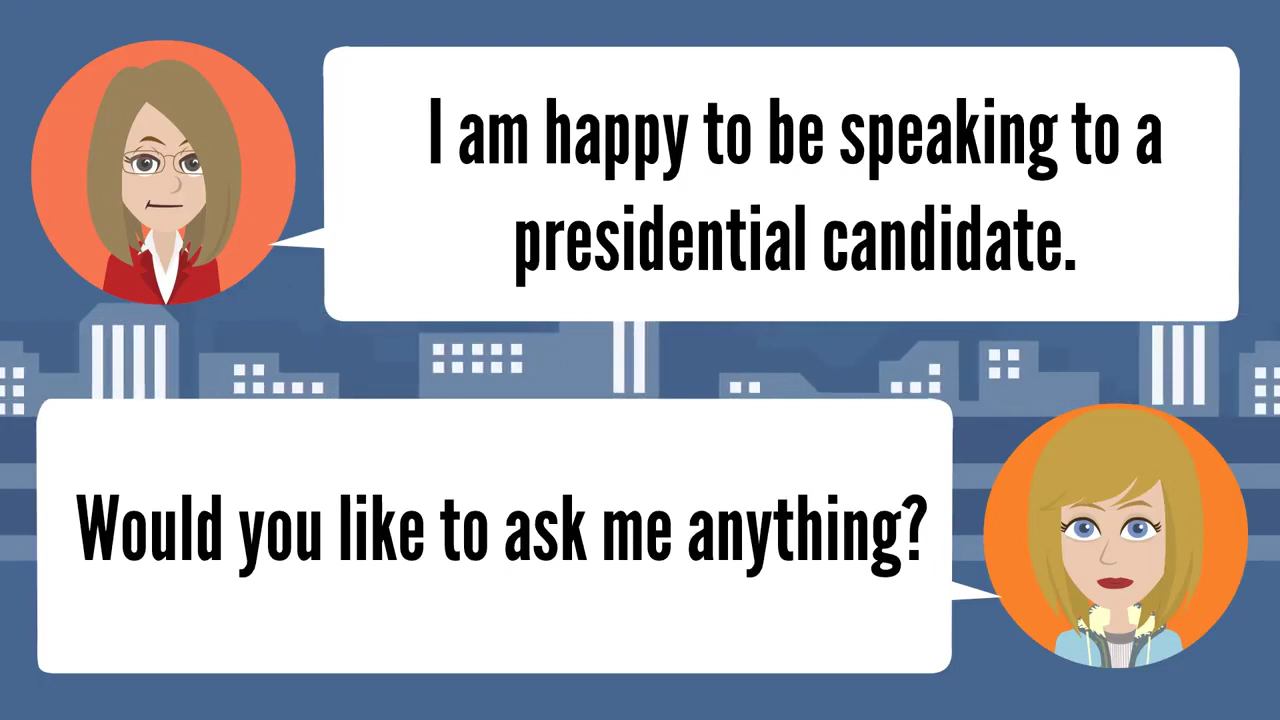 I am happy to be speaking to a
presidential candidate.
Would you like to ask me anything?